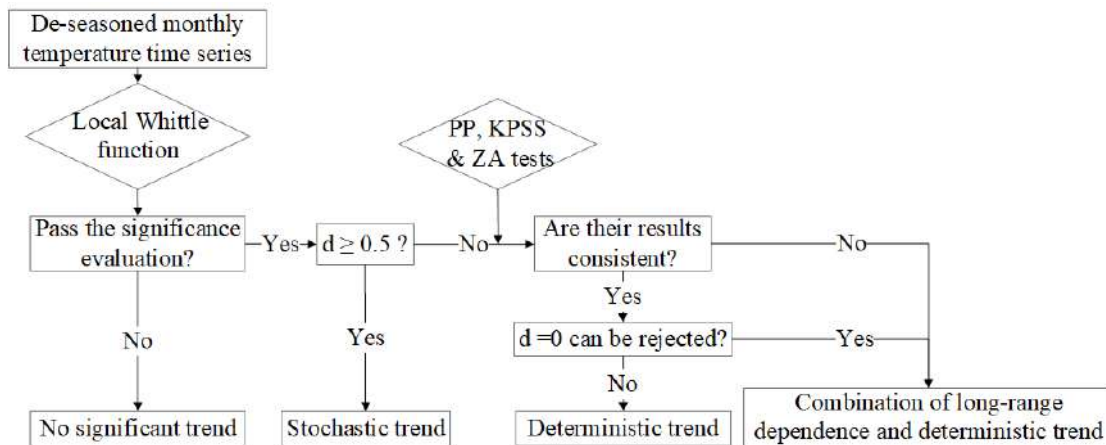 De-seasoned monthly
temperature time series
Local Whittle
function
PP, KPSS
& ZA tests
Pass the significance
evaluation?
Yes
d ≥ 0.5 ?
No
Are their results
consistent?
No
Yes
No
Yes
d =0 can be rejected?
Yes
No
No significant trend
Stochastic trend
Deterministic trend
Combination of long-range
dependence and deterministic trend